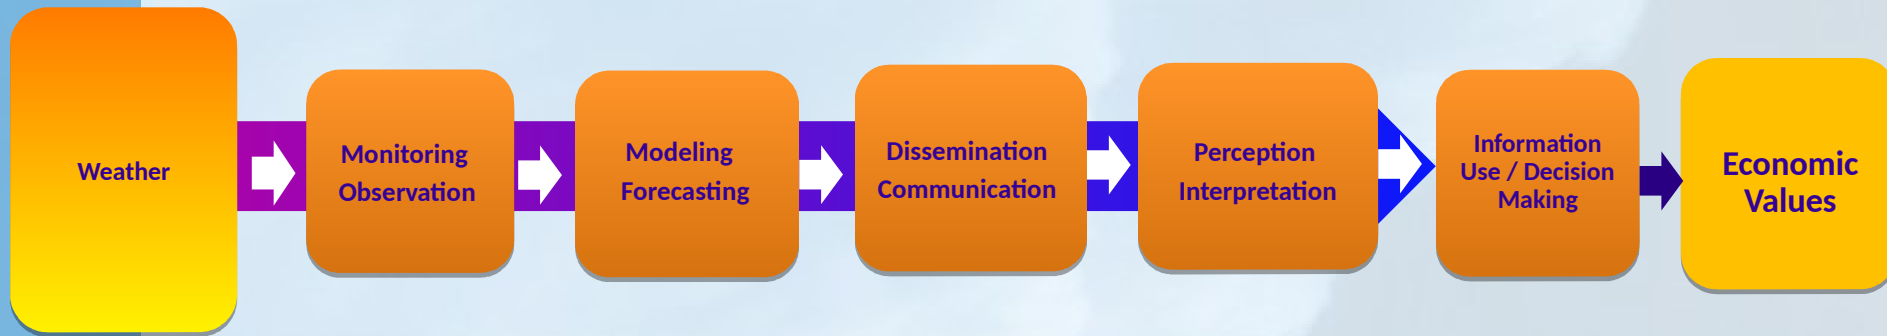 Weather
Monitoring
Observation
Modeling
Forecasting
Dissemination
Communication
Perception
Interpretation
Information
Use / Decision
Making
Economic
Values